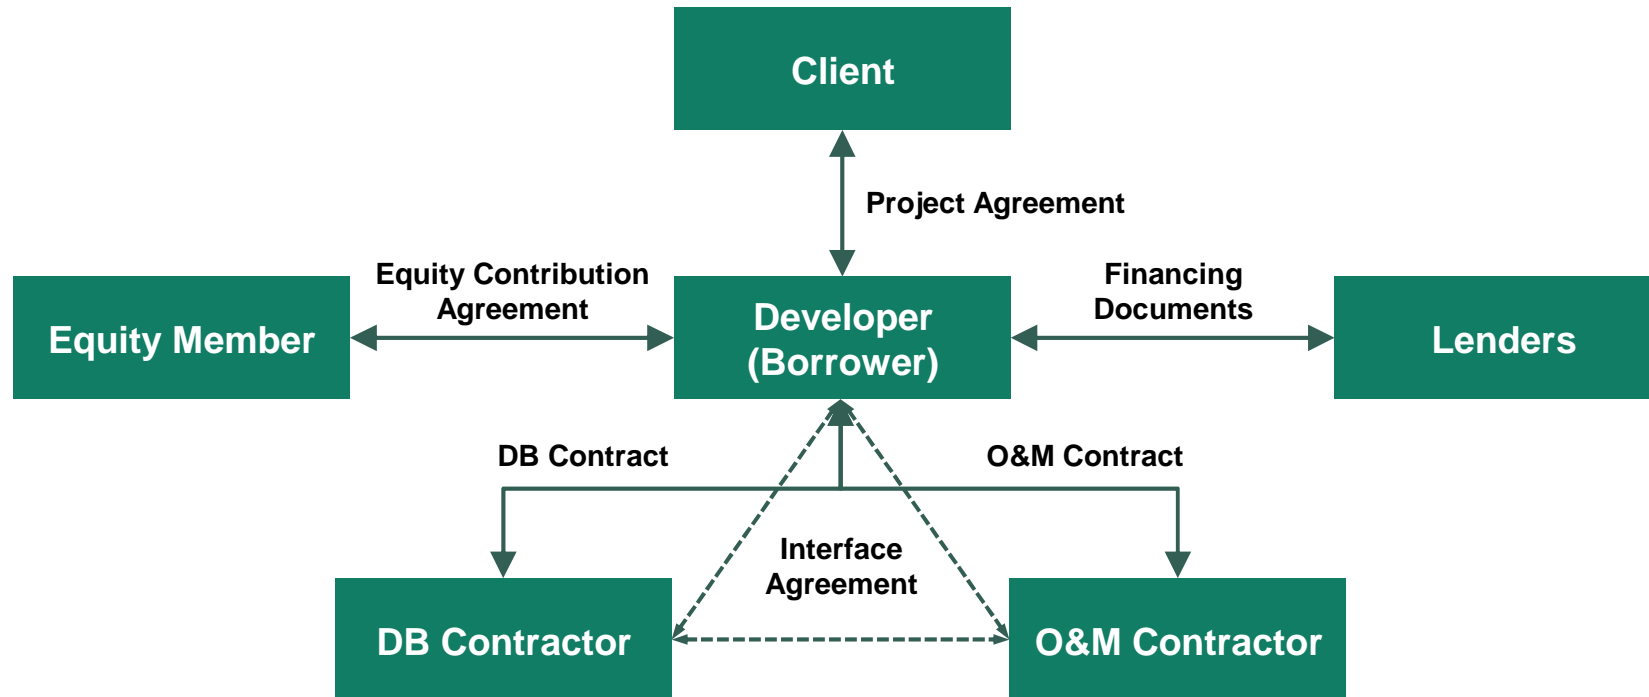 Client
Project Agreement
Equity Contribution
Agreement
Financing
Documents
Equity Member
Developer
(Borrower)
Lenders
DB Contract
O&M Contract
Interface
Agreement
DB Contractor
O&M Contractor